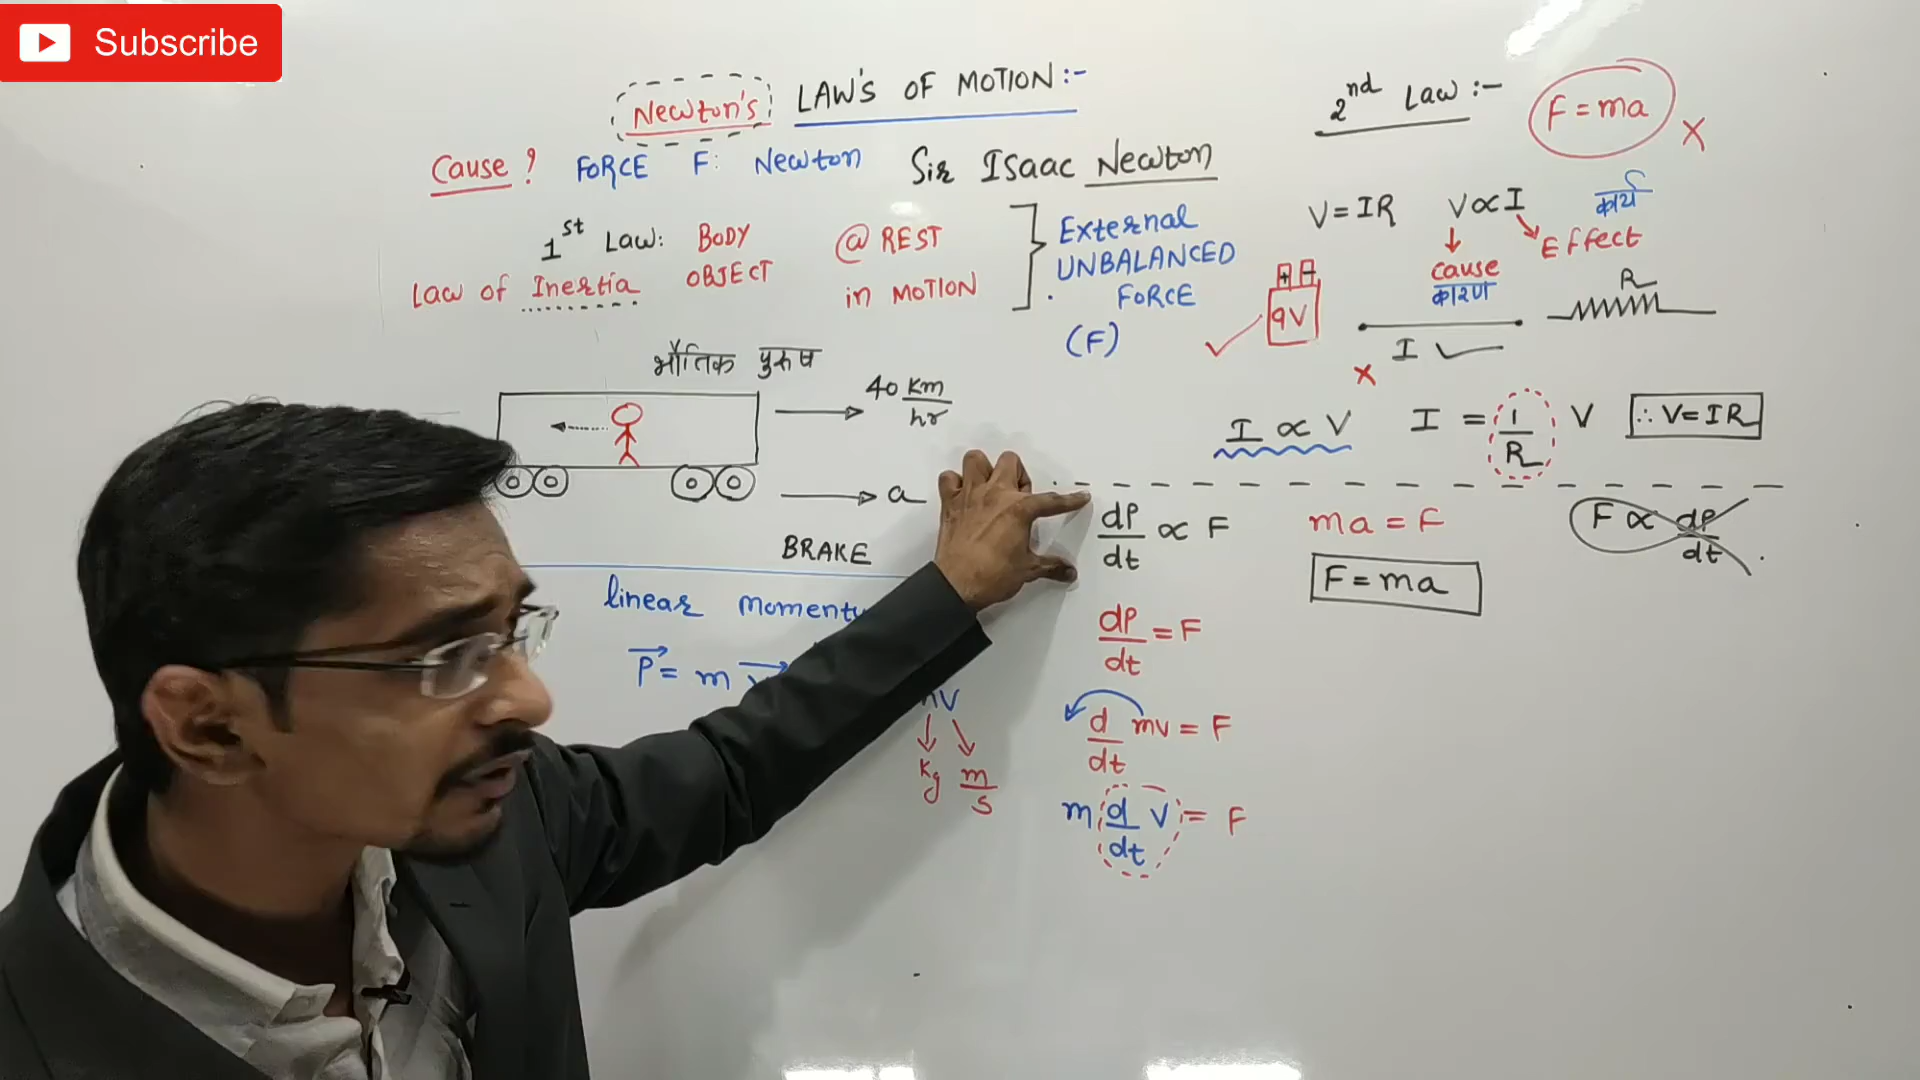 Subscribe
Newton's LAW'S OF MOTION:-
Cause? FORCE F: Newton Sir ISaac Newton
1st Law: BODY @ REST
Law of Inertia OBJECT in MOTION
External
UNBALANCED
FORCE
(F)
भौतिक पुरुष
40 km/hr
a
BRAKE
linear
P = m
Kg m/s
2nd Law :- F = ma X
V = IR V ∝ I कार्य
Effect
cause
कारण
+ -
9V
R
I
X
I ∝ V I = 1/R V ∴ V = IR
dP/dt ∝ F ma = F F ∝ dP/dt
F = ma
dP/dt = F
d/dt mv = F
m d/dt V = F